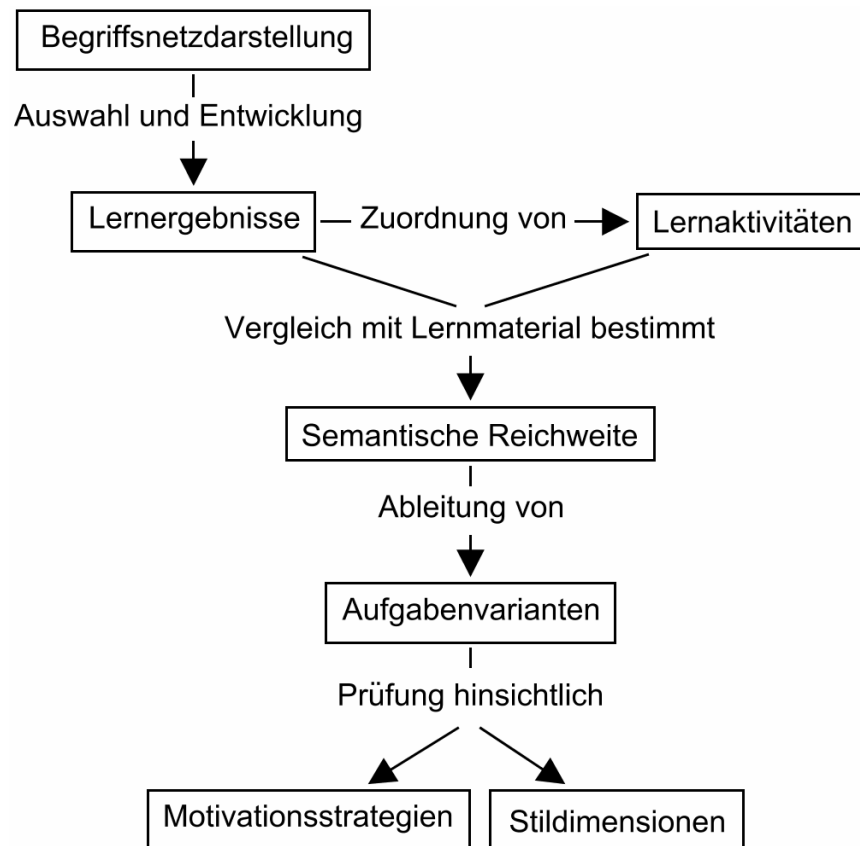 Begriffsnetzdarstellung
Auswahl und Entwicklung
Lernergebnisse
Zuordnung von
Lernaktivitäten
Vergleich mit Lernmaterial bestimmt
Semantische Reichweite
Ableitung von
Aufgabenvarianten
Prüfung hinsichtlich
Motivationsstrategien
Stildimensionen